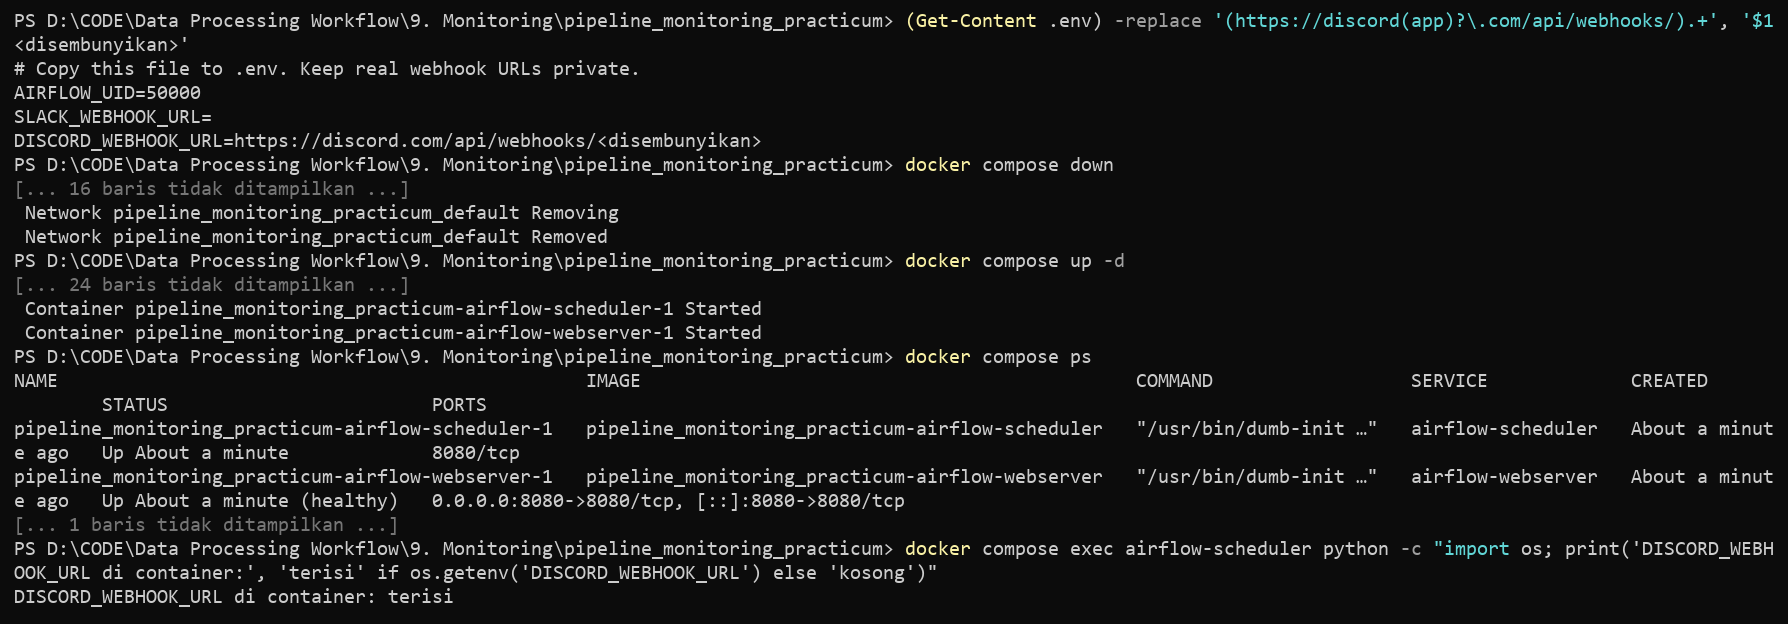 PS D:\CODE\Data Processing Workflow\9. Monitoring\pipeline_monitoring_practicum> (Get-Content .env) -replace '(https://discord(app)?\.com/api/webhooks/).+', '$1
<disembunyikan>'
# Copy this file to .env. Keep real webhook URLs private.
AIRFLOW_UID=50000
SLACK_WEBHOOK_URL=
DISCORD_WEBHOOK_URL=https://discord.com/api/webhooks/<disembunyikan>
PS D:\CODE\Data Processing Workflow\9. Monitoring\pipeline_monitoring_practicum> docker compose down
[... 16 baris tidak ditampilkan ...]
 Network pipeline_monitoring_practicum_default Removing
 Network pipeline_monitoring_practicum_default Removed
PS D:\CODE\Data Processing Workflow\9. Monitoring\pipeline_monitoring_practicum> docker compose up -d
[... 24 baris tidak ditampilkan ...]
 Container pipeline_monitoring_practicum-airflow-scheduler-1 Started
 Container pipeline_monitoring_practicum-airflow-webserver-1 Started
PS D:\CODE\Data Processing Workflow\9. Monitoring\pipeline_monitoring_practicum> docker compose ps
NAME                                                IMAGE                                             COMMAND                  SERVICE             CREATED
        STATUS                        PORTS
pipeline_monitoring_practicum-airflow-scheduler-1   pipeline_monitoring_practicum-airflow-scheduler   "/usr/bin/dumb-init …"   airflow-scheduler   About a minut
e ago   Up About a minute             8080/tcp
pipeline_monitoring_practicum-airflow-webserver-1   pipeline_monitoring_practicum-airflow-webserver   "/usr/bin/dumb-init …"   airflow-webserver   About a minut
e ago   Up About a minute (healthy)   0.0.0.0:8080->8080/tcp, [::]:8080->8080/tcp
[... 1 baris tidak ditampilkan ...]
PS D:\CODE\Data Processing Workflow\9. Monitoring\pipeline_monitoring_practicum> docker compose exec airflow-scheduler python -c "import os; print('DISCORD_WEBH
OOK_URL di container:', 'terisi' if os.getenv('DISCORD_WEBHOOK_URL') else 'kosong')"
DISCORD_WEBHOOK_URL di container: terisi